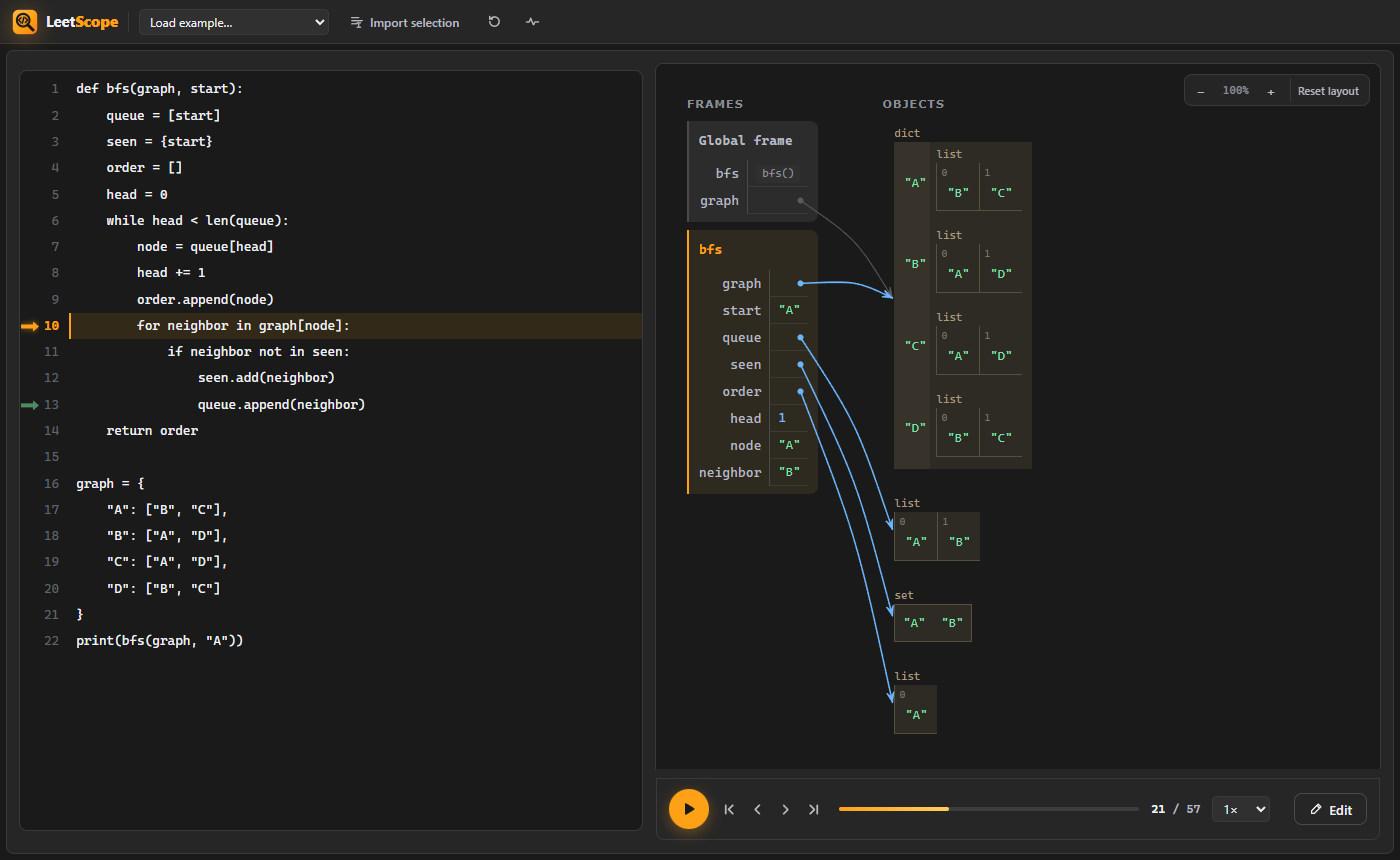 LeetScope
Load example...
Import selection
1 def bfs(graph, start):
2     queue = [start]
3     seen = {start}
4     order = []
5     head = 0
6     while head < len(queue):
7         node = queue[head]
8         head += 1
9         order.append(node)
10         for neighbor in graph[node]:
11             if neighbor not in seen:
12                 seen.add(neighbor)
13                 queue.append(neighbor)
14     return order
15
16 graph = {
17     "A": ["B", "C"],
18     "B": ["A", "D"],
19     "C": ["A", "D"],
20     "D": ["B", "C"]
21 }
22 print(bfs(graph, "A"))
– 100% + Reset layout
FRAMES
Global frame
bfs bfs()
graph
bfs
graph
start "A"
queue
seen
order
head 1
node "A"
neighbor "B"
OBJECTS
dict
list
0 1
"A" "B" "C"
list
0 1
"B" "A" "D"
list
0 1
"C" "A" "D"
list
0 1
"D" "B" "C"
list
0 1
"A" "B"
set
"A" "B"
list
0
"A"
21 / 57
1×
Edit